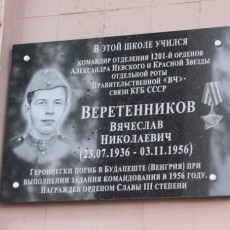 В ЭТОЙ ШКОЛЕ УЧИЛСЯ
КОМАНДИР ОТДЕЛЕНИЯ 1201-Й ОРДЕНОВ
АЛЕКСАНДРА НЕВСКОГО И КРАСНОЙ ЗВЕЗДЫ
ОТДЕЛЬНОЙ РОТЫ
ПРАВИТЕЛЬСТВЕННОЙ «ВЧ»-
СВЯЗИ КГБ СССР
ВЕРЕТЕННИКОВ
ВЯЧЕСЛАВ
НИКОЛАЕВИЧ
(23.07.1936 - 03.11.1956)
ГЕРОИЧЕСКИ ПОГИБ В БУДАПЕШТЕ (ВЕНГРИЯ) ПРИ
ВЫПОЛНЕНИИ ЗАДАНИЯ КОМАНДОВАНИЯ В 1956 ГОДУ.
НАГРАЖДЕН ОРДЕНОМ СЛАВЫ III СТЕПЕНИ